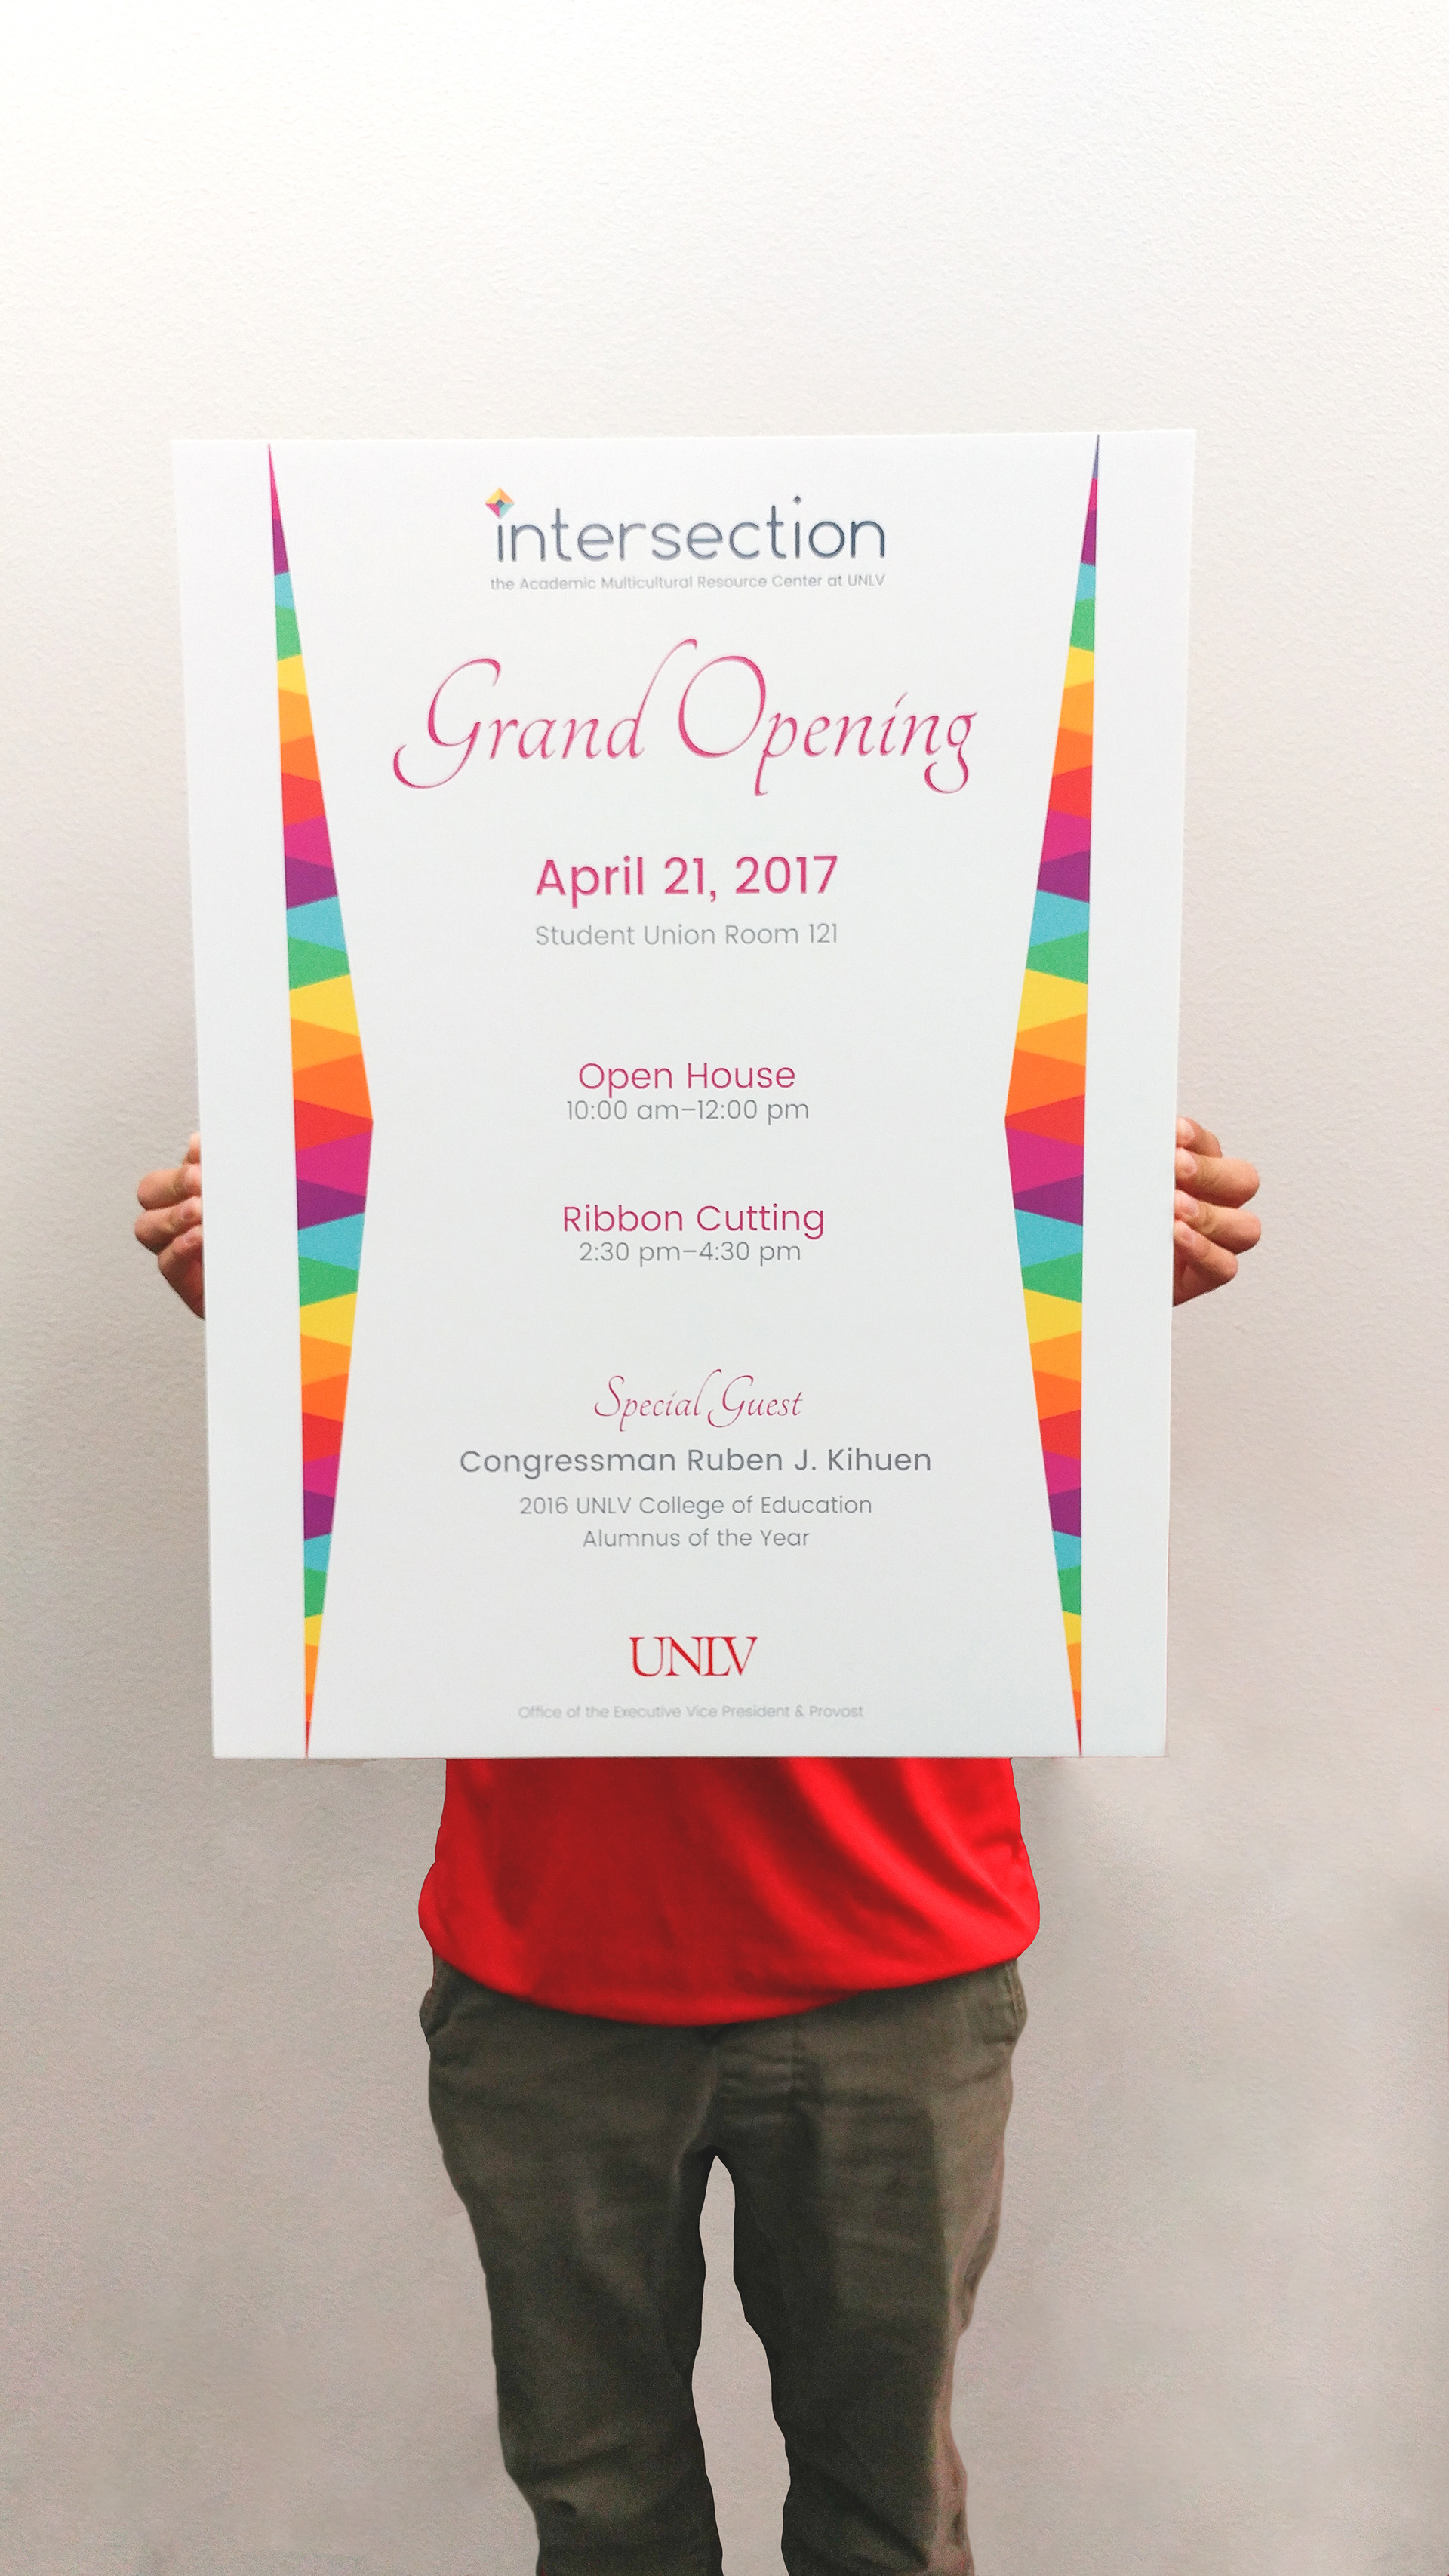 intersection
the Academic Multicultural Resource Center at UNLV
Grand Opening
April 21, 2017
Student Union Room 121
Open House
10:00 am–12:00 pm
Ribbon Cutting
2:30 pm–4:30 pm
Special Guest
Congressman Ruben J. Kihuen
2016 UNLV College of Education
Alumnus of the Year
UNLV
Office of the Executive Vice President & Provost